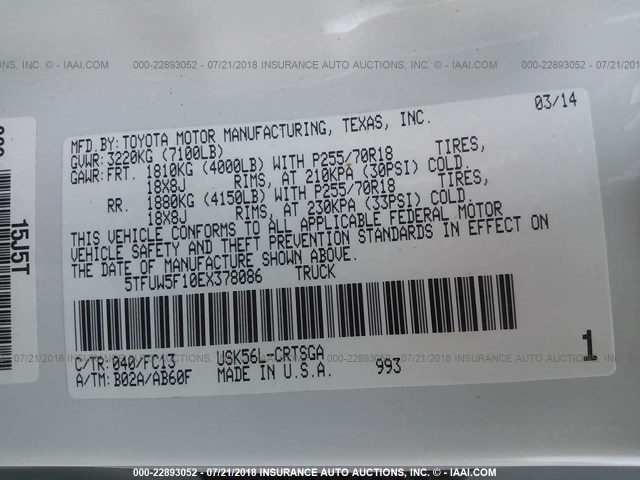 000-22893052 - 07/21/2018 INSURANCE AUTO AUCTIONS, INC. - IAAI.COM
03/14
MFD. BY: TOYOTA MOTOR MANUFACTURING, TEXAS, INC.
GVWR: 3220KG (7100LB)
GAWR: FRT. 1810KG (4000LB) WITH P255/70R18 TIRES,
18x8J RIMS, AT 210KPA (30PSI) COLD.
RR. 1880KG (4150LB) WITH P255/70R18 TIRES,
18x8J RIMS, AT 230KPA (33PSI) COLD.
THIS VEHICLE CONFORMS TO ALL APPLICABLE FEDERAL MOTOR
VEHICLE SAFETY AND THEFT PREVENTION STANDARDS IN EFFECT ON
THE DATE OF MANUFACTURE SHOWN ABOVE.
5TFUW5F10EX378086 TRUCK
C/TR: 040/FC13 USK56L-CRTSGA
A/TM: B02A/AB60F MADE IN U.S.A. 993
1
15J5T
000-22893052 - 07/21/2018 INSURANCE AUTO AUCTIONS, INC. - IAAI.COM
000-22893052 - 07/21/2018 INSURANCE AUTO AUCTIONS, INC. - IAAI.COM